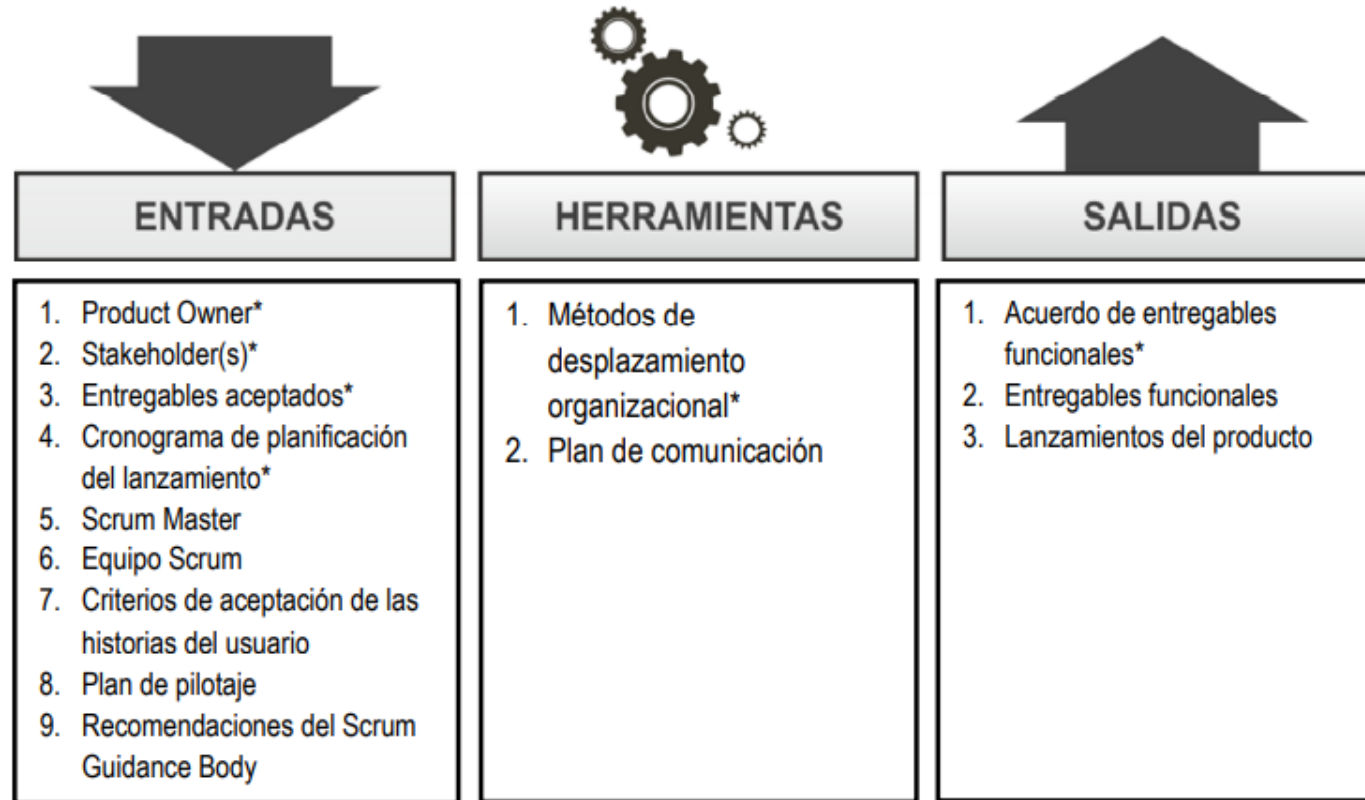 ENTRADAS
HERRAMIENTAS
SALIDAS
1. Product Owner*
2. Stakeholder(s)*
3. Entregables aceptados*
4. Cronograma de planificación
del lanzamiento*
5. Scrum Master
6. Equipo Scrum
7. Criterios de aceptación de las
historias del usuario
8. Plan de pilotaje
9. Recomendaciones del Scrum
Guidance Body
1. Métodos de
desplazamiento
organizacional*
2. Plan de comunicación
1. Acuerdo de entregables
funcionales*
2. Entregables funcionales
3. Lanzamientos del producto